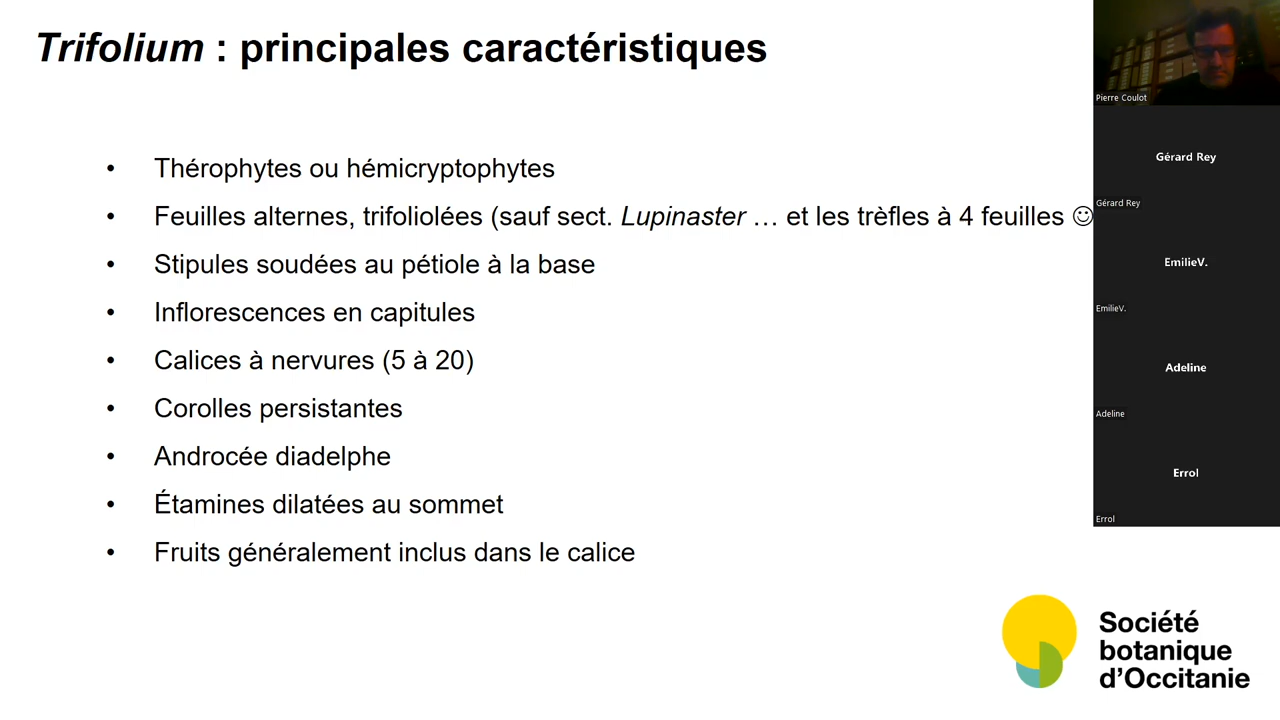 Trifolium : principales caractéristiques
• Thérophytes ou hémicryptophytes
• Feuilles alternes, trifoliolées (sauf sect. Lupinaster … et les trèfles à 4 feuilles ☺
• Stipules soudées au pétiole à la base
• Inflorescences en capitules
• Calices à nervures (5 à 20)
• Corolles persistantes
• Androcée diadelphe
• Étamines dilatées au sommet
• Fruits généralement inclus dans le calice
Pierre Coulot
Gérard Rey
Gérard Rey
EmilieV.
EmilieV.
Adeline
Adeline
Errol
Errol
Société
botanique
d'Occitanie